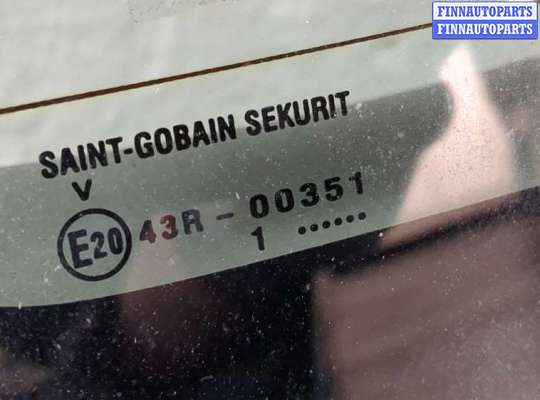 FINNAUTOPARTS
FINNAUTOPARTS
SAINT-GOBAIN SEKURIT
V
E20 43R - 00351
1 ......